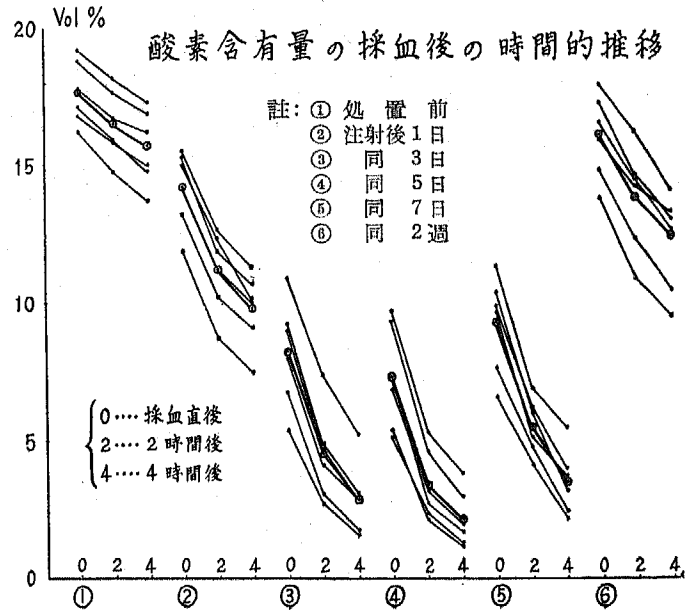 Vol %
酸素含有量の採血後の時間的推移
20
15
10
5
0
註: ① 処置前
② 注射後1日
③ 同 3日
④ 同 5日
⑤ 同 7日
⑥ 同 2週
0‥‥採血直後
2‥‥2時間後
4‥‥4時間後
0 2 4 0 2 4 0 2 4 0 2 4 0 2 4 0 2 4
① ② ③ ④ ⑤ ⑥